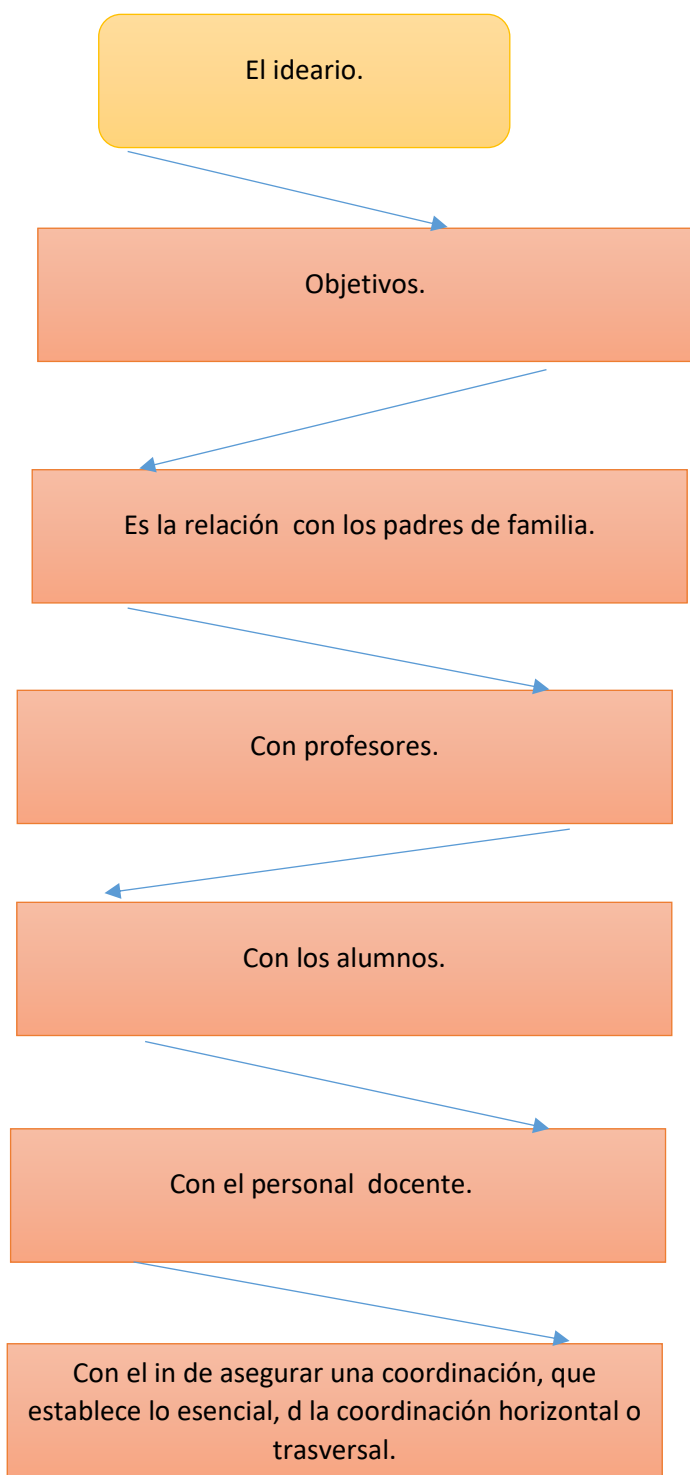 El ideario.
Objetivos.
Es la relación  con los padres de familia.
Con profesores.
Con los alumnos.
Con el personal  docente.
Con el in de asegurar una coordinación, que
establece lo esencial, d la coordinación horizontal o
trasversal.